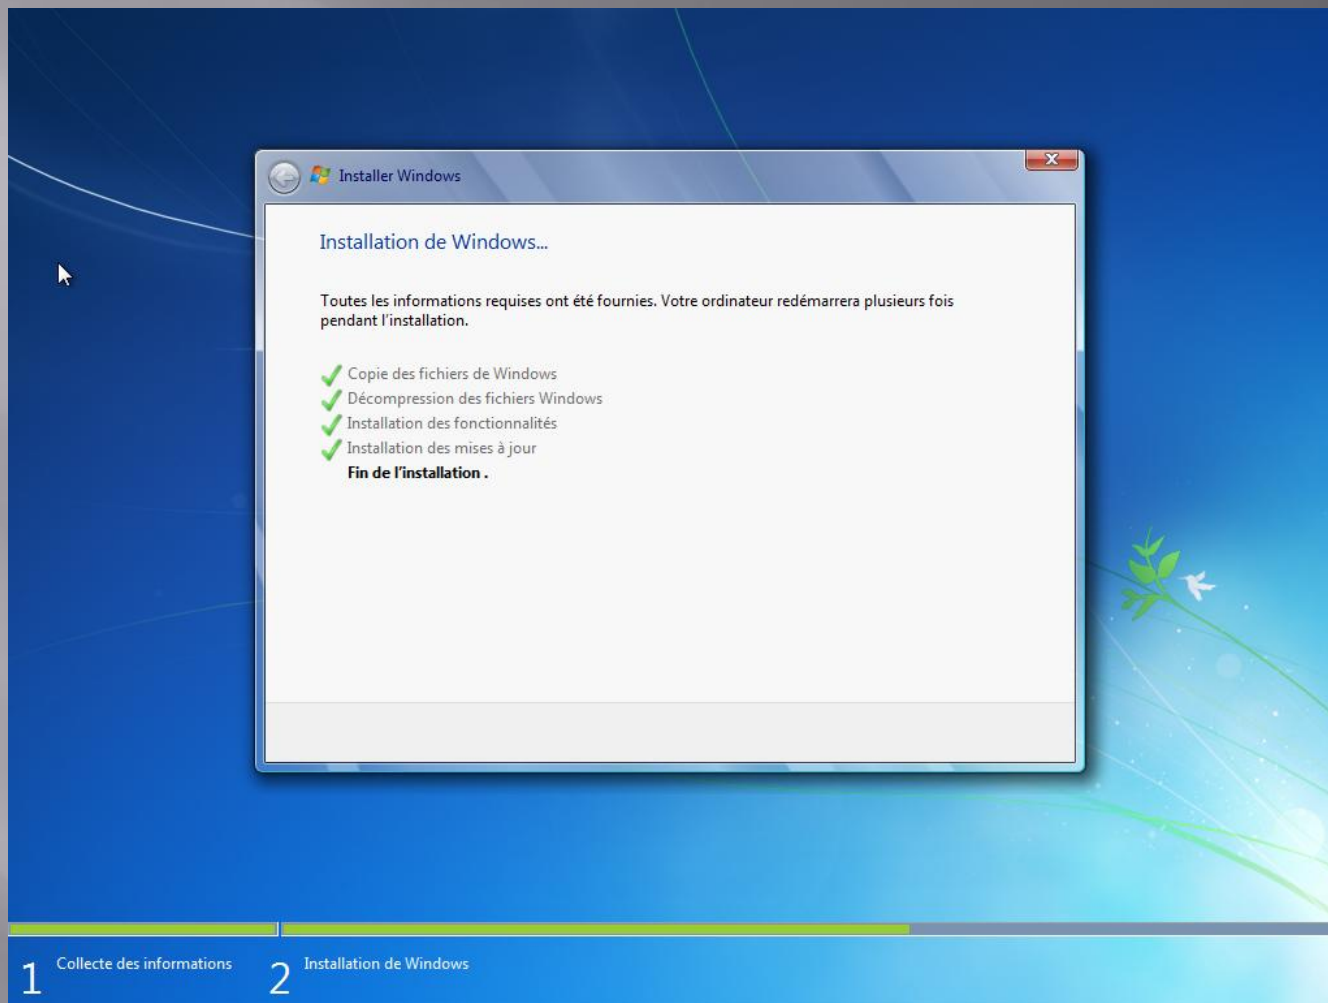 Installer Windows
Installation de Windows...
Toutes les informations requises ont été fournies. Votre ordinateur redémarrera plusieurs fois
pendant l'installation.
Copie des fichiers de Windows
Décompression des fichiers Windows
Installation des fonctionnalités
Installation des mises à jour
Fin de l'installation .
1 Collecte des informations
2 Installation de Windows